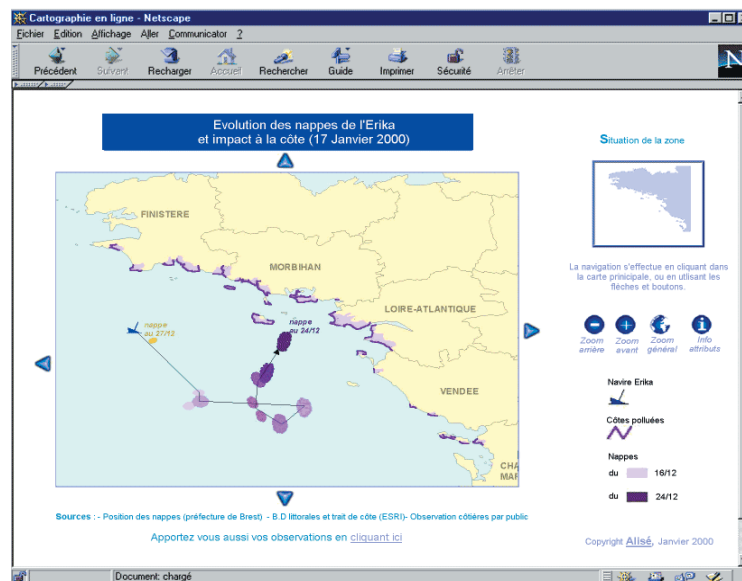 Cartographie en ligne - Netscape
Fichier Edition Affichage Aller Communicator ?
Précédent Suivant Recharger Accueil Rechercher Guide Imprimer Sécurité Arrêter
N
Evolution des nappes de l'Erika
et impact à la côte (17 Janvier 2000)
Situation de la zone
FINISTERE
MORBIHAN
LOIRE-ATLANTIQUE
VENDEE
nappe
au 27/12
nappe
au 24/12
La navigation s'effectue en cliquant dans
la carte prinicipale, ou en utilisant les
fléches et boutons.
Zoom arrière
Zoom avant
Zoom général
Info attributs
Navire Erika
Côtes polluées
Nappes
du 16/12
du 24/12
Sources : - Position des nappes (préfecture de Brest) - B.D littorales et trait de côte (ESRI)- Observation côtières par public
Apportez vous aussi vos observations en cliquant ici
Copyright Alisé, Janvier 2000
Document: chargé